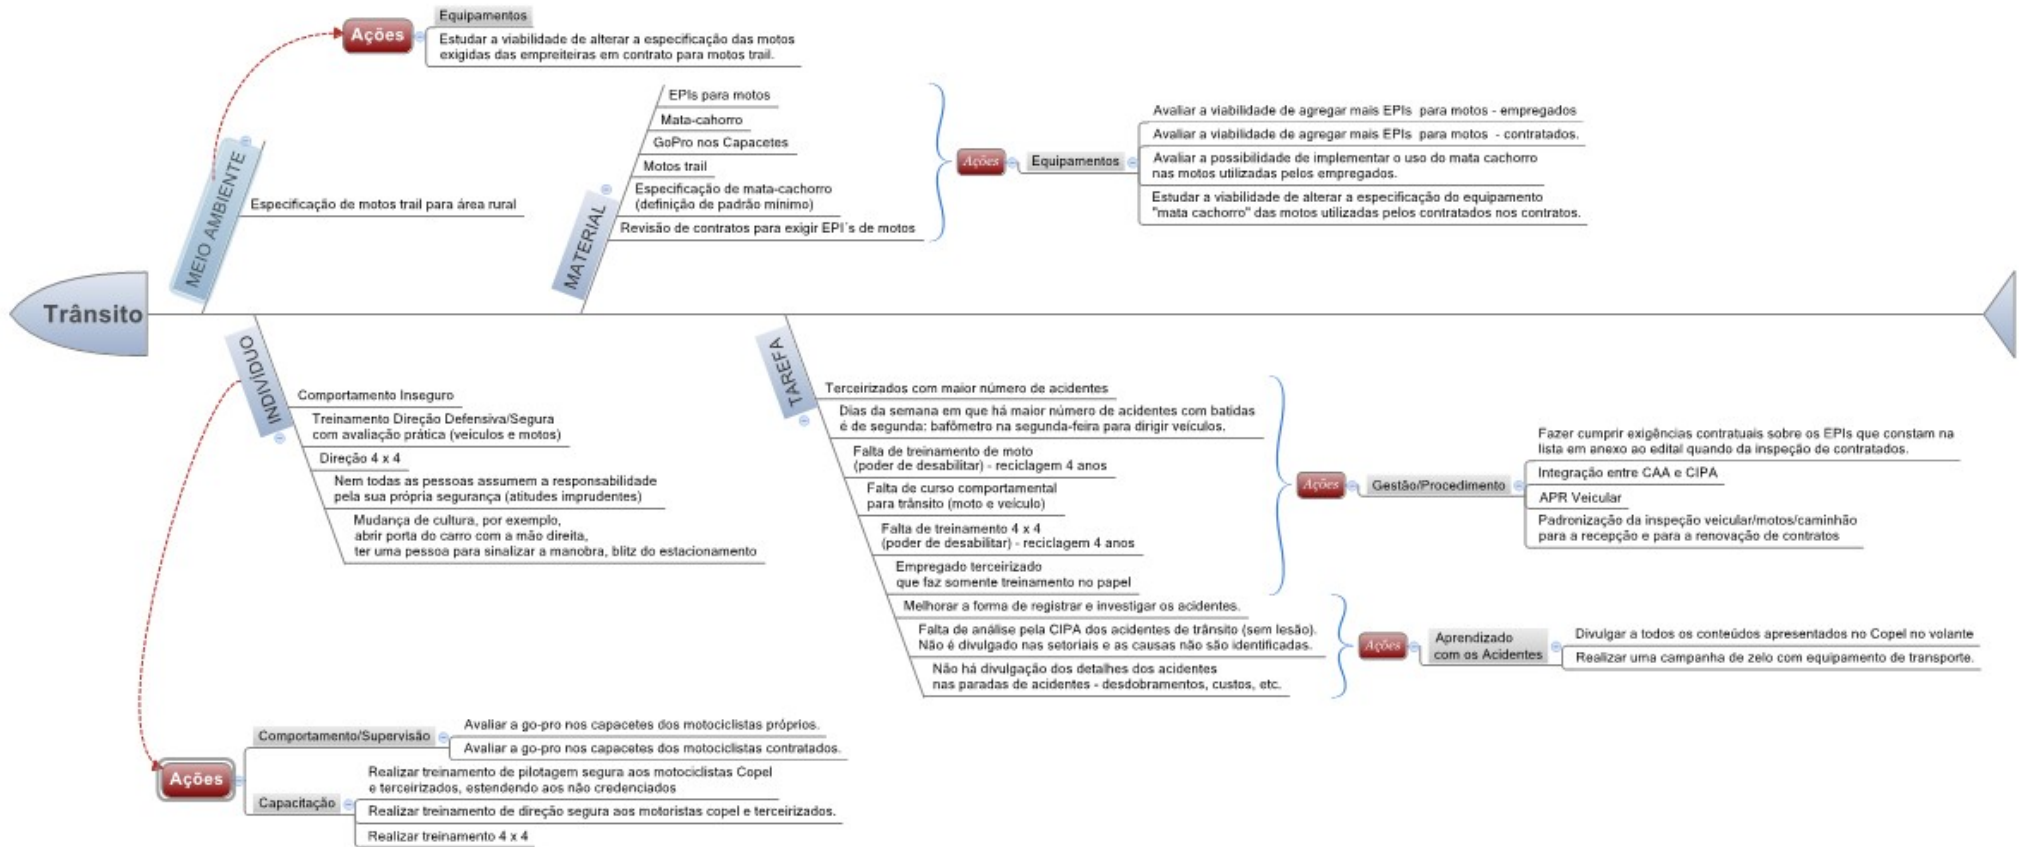 Equipamentos
Ações
Estudar a viabilidade de alterar a especificação das motos
exigidas das empreiteiras em contrato para motos trail.
MEIO AMBIENTE
Especificação de motos trail para área rural
MATERIAL
EPIs para motos
Mata-cahorro
GoPro nos Capacetes
Motos trail
Especificação de mata-cachorro
(definição de padrão mínimo)
Revisão de contratos para exigir EPI´s de motos
Ações
Equipamentos
Avaliar a viabilidade de agregar mais EPIs para motos - empregados
Avaliar a viabilidade de agregar mais EPIs para motos - contratados.
Avaliar a possibilidade de implementar o uso do mata cachorro
nas motos utilizadas pelos empregados.
Estudar a viabilidade de alterar a especificação do equipamento
"mata cachorro" das motos utilizadas pelos contratados nos contratos.
Trânsito
INDIVÍDUO
Comportamento Inseguro
Treinamento Direção Defensiva/Segura
com avaliação prática (veiculos e motos)
Direção 4 x 4
Nem todas as pessoas assumem a responsabilidade
pela sua própria segurança (atitudes imprudentes)
Mudança de cultura, por exemplo,
abrir porta do carro com a mão direita,
ter uma pessoa para sinalizar a manobra, blitz do estacionamento
TAREFA
Terceirizados com maior número de acidentes
Dias da semana em que há maior número de acidentes com batidas
é de segunda: bafômetro na segunda-feira para dirigir veículos.
Falta de treinamento de moto
(poder de desabilitar) - reciclagem 4 anos
Falta de curso comportamental
para trânsito (moto e veículo)
Falta de treinamento 4 x 4
(poder de desabilitar) - reciclagem 4 anos
Empregado terceirizado
que faz somente treinamento no papel
Melhorar a forma de registrar e investigar os acidentes.
Falta de análise pela CIPA dos acidentes de trânsito (sem lesão).
Não é divulgado nas setoriais e as causas não são identificadas.
Não há divulgação dos detalhes dos acidentes
nas paradas de acidentes - desdobramentos, custos, etc.
Ações
Gestão/Procedimento
Fazer cumprir exigências contratuais sobre os EPIs que constam na
lista em anexo ao edital quando da inspeção de contratados.
Integração entre CAA e CIPA
APR Veicular
Padronização da inspeção veicular/motos/caminhão
para a recepção e para a renovação de contratos
Ações
Aprendizado
com os Acidentes
Divulgar a todos os conteúdos apresentados no Copel no volante
Realizar uma campanha de zelo com equipamento de transporte.
Ações
Comportamento/Supervisão
Avaliar a go-pro nos capacetes dos motociclistas próprios.
Avaliar a go-pro nos capacetes dos motociclistas contratados.
Capacitação
Realizar treinamento de pilotagem segura aos motociclistas Copel
e terceirizados, estendendo aos não credenciados
Realizar treinamento de direção segura aos motoristas copel e terceirizados.
Realizar treinamento 4 x 4